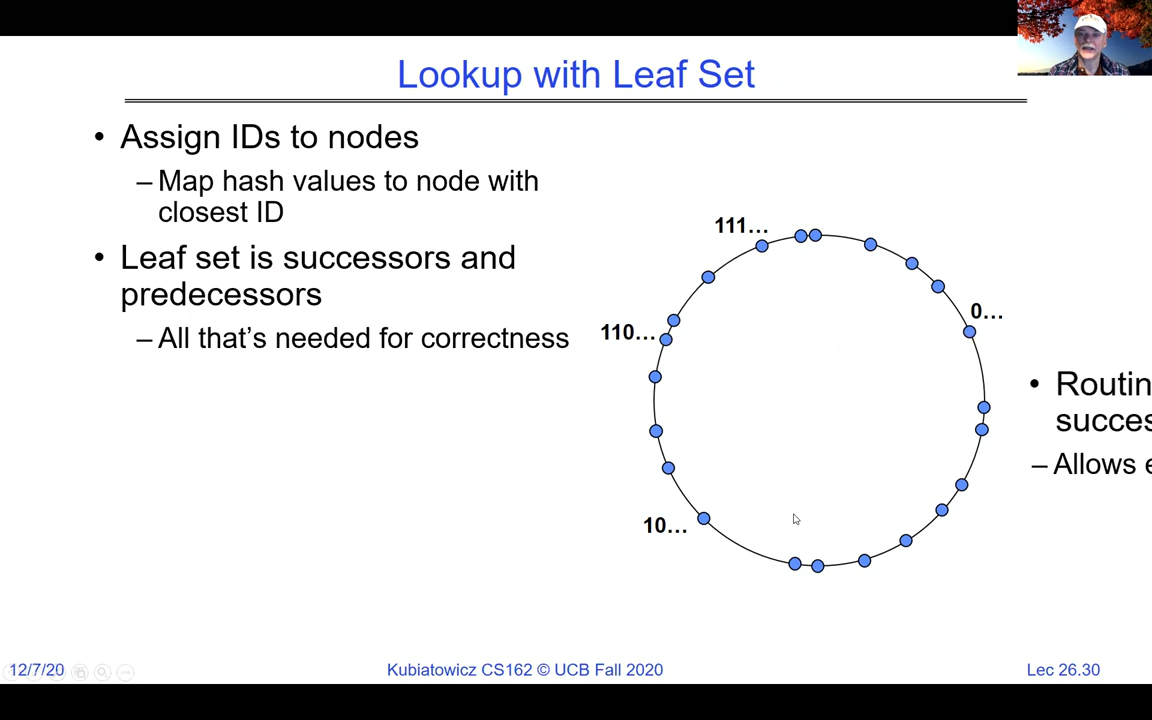 Lookup with Leaf Set
• Assign IDs to nodes
– Map hash values to node with
closest ID
• Leaf set is successors and
predecessors
– All that's needed for correctness
111...
0...
110...
10...
• Routin
succes
– Allows e
12/7/20
Kubiatowicz CS162 © UCB Fall 2020
Lec 26.30